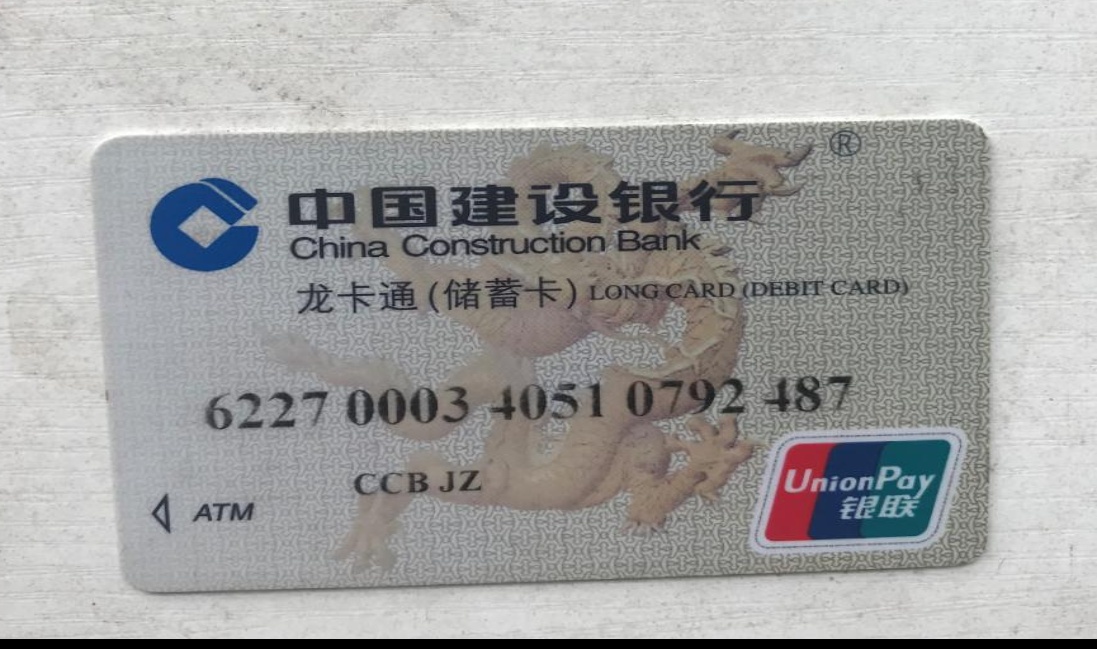 ®
中国建设银行
China Construction Bank
龙卡通(储蓄卡) LONG CARD (DEBIT CARD)
6227 0003 4051 0792 487
CCB JZ
ATM
UnionPay
银联